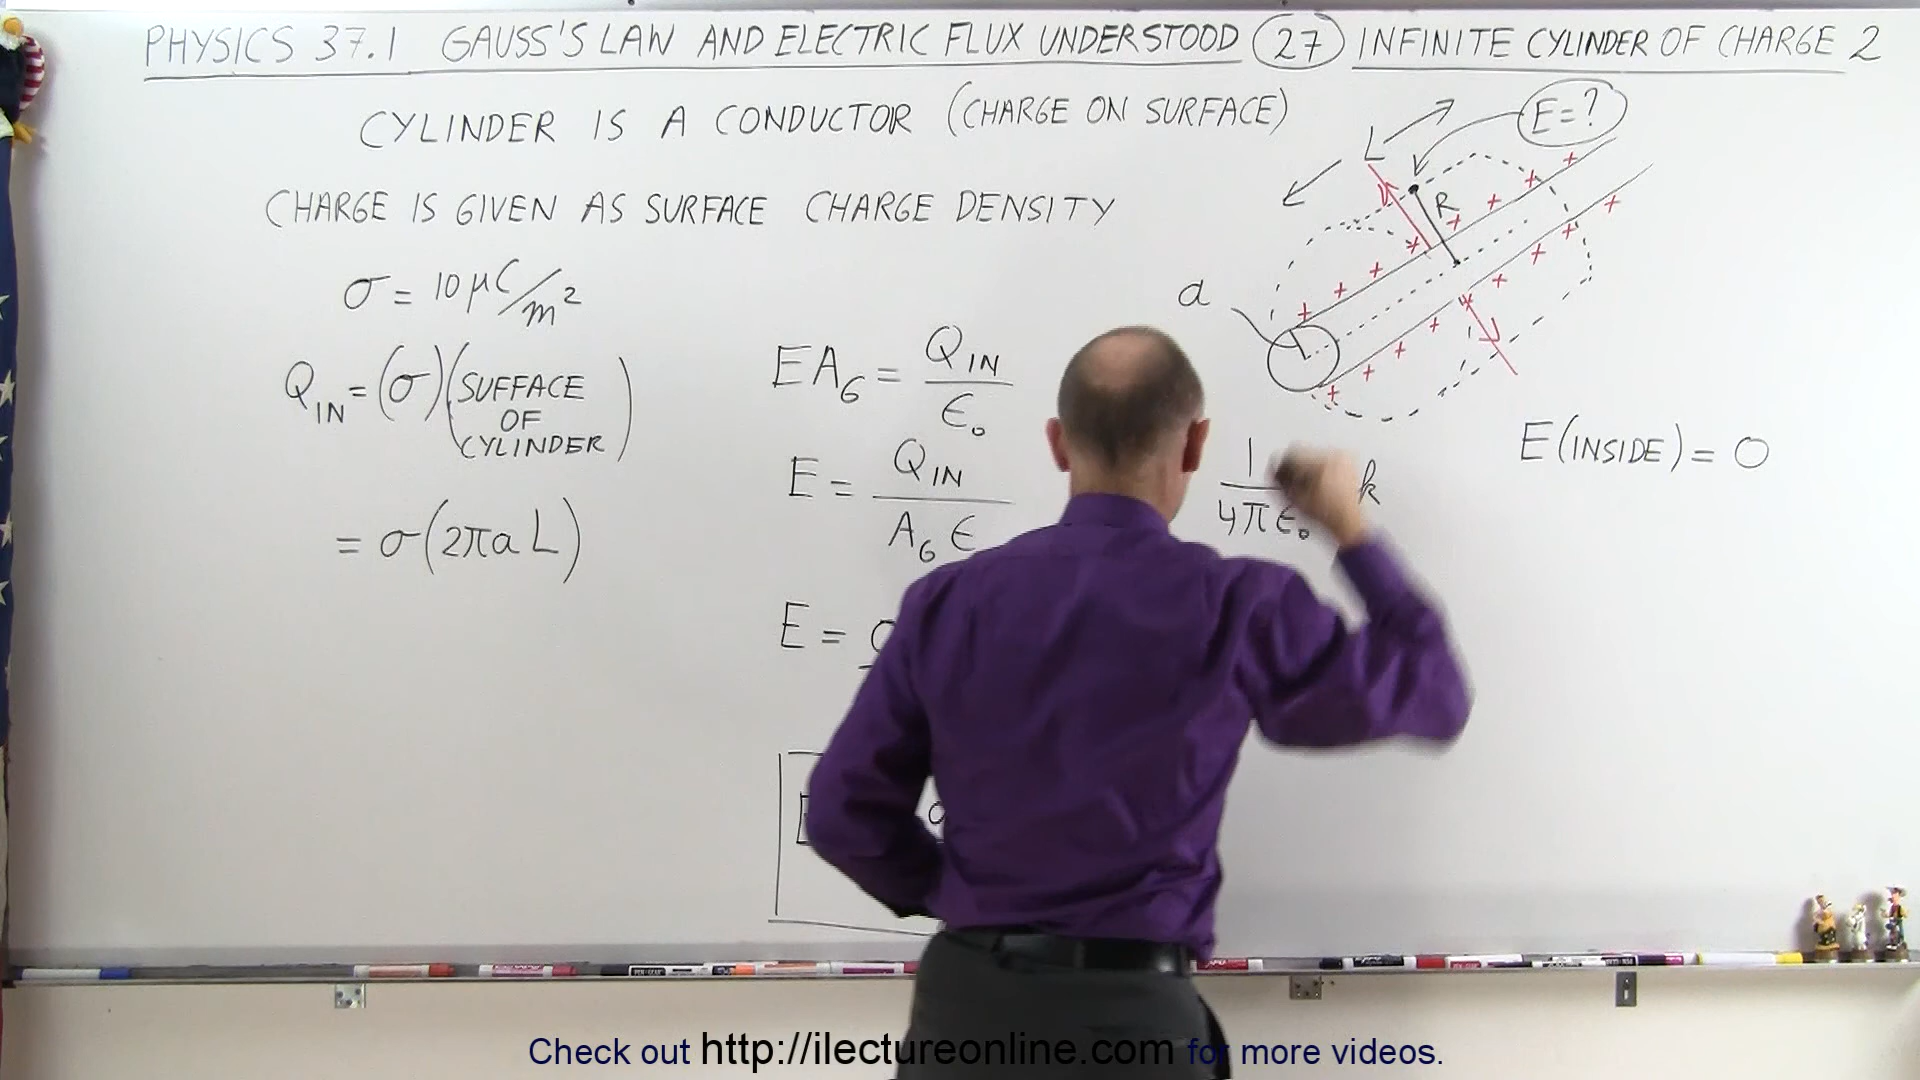 PHYSICS 37.1 GAUSS'S LAW AND ELECTRIC FLUX UNDERSTOOD (27) INFINITE CYLINDER OF CHARGE 2
CYLINDER IS A CONDUCTOR (CHARGE ON SURFACE)
E=?
L
R
a
CHARGE IS GIVEN AS SURFACE CHARGE DENSITY
σ = 10 μC/m²
Q_IN = (σ)(SUFFACE
OF
CYLINDER)
= σ(2πaL)
EA_G = Q_IN/ε₀
E = Q_IN/A_G ε
E =
1/4πε₀ k
E(INSIDE) = 0
Check out http://ilectureonline.com for more videos.